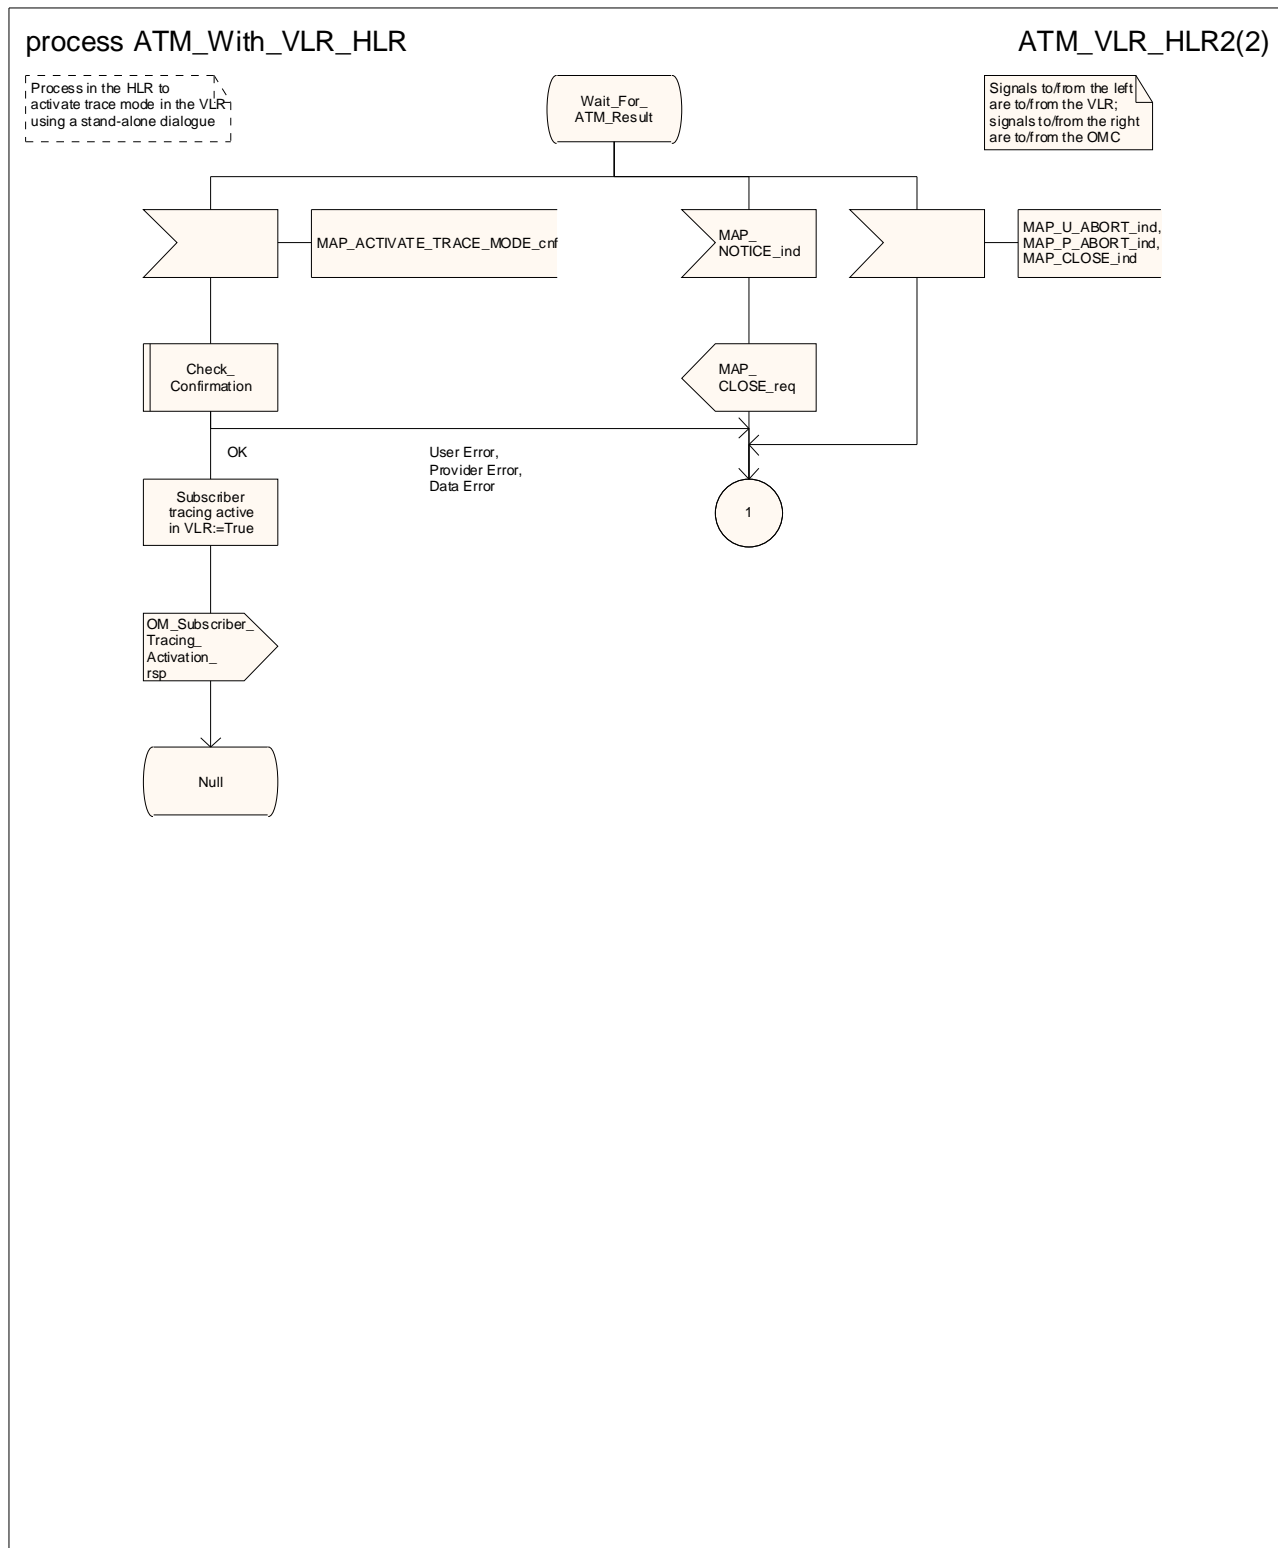 process ATM_With_VLR_HLR
ATM_VLR_HLR2(2)
Process in the HLR to
activate trace mode in the VLR
using a stand-alone dialogue
Wait_For_
ATM_Result
Signals to/from the left
are to/from the VLR;
signals to/from the right
are to/from the OMC
MAP_ACTIVATE_TRACE_MODE_cnf
MAP_
NOTICE_ind
MAP_U_ABORT_ind,
MAP_P_ABORT_ind,
MAP_CLOSE_ind
Check_
Confirmation
MAP_
CLOSE_req
OK
User Error,
Provider Error,
Data Error
Subscriber
tracing active
in VLR:=True
1
OM_Subscriber_
Tracing_
Activation_
rsp
Null